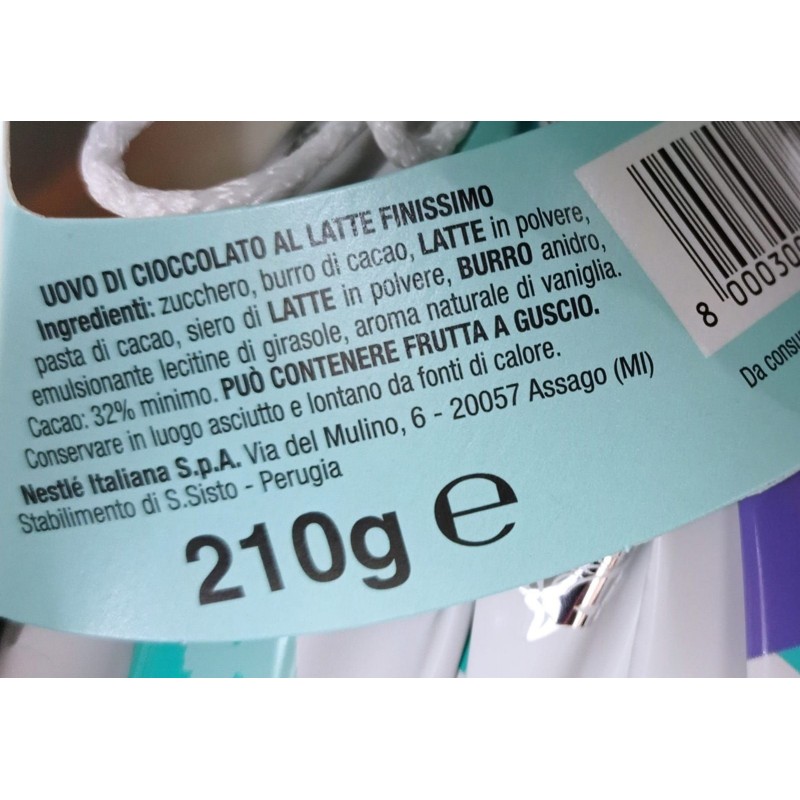 UOVO DI CIOCCOLATO AL LATTE FINISSIMO
Ingredienti: zucchero, burro di cacao, LATTE in polvere,
pasta di cacao, siero di LATTE in polvere, BURRO anidro,
emulsionante lecitine di girasole, aroma naturale di vaniglia.
Cacao: 32% minimo. PUÒ CONTENERE FRUTTA A GUSCIO.
Conservare in luogo asciutto e lontano da fonti di calore.
Nestlé Italiana S.p.A. Via del Mulino, 6 - 20057 Assago (MI)
Stabilimento di S.Sisto - Perugia
210g ℮
8 00030
Da consu